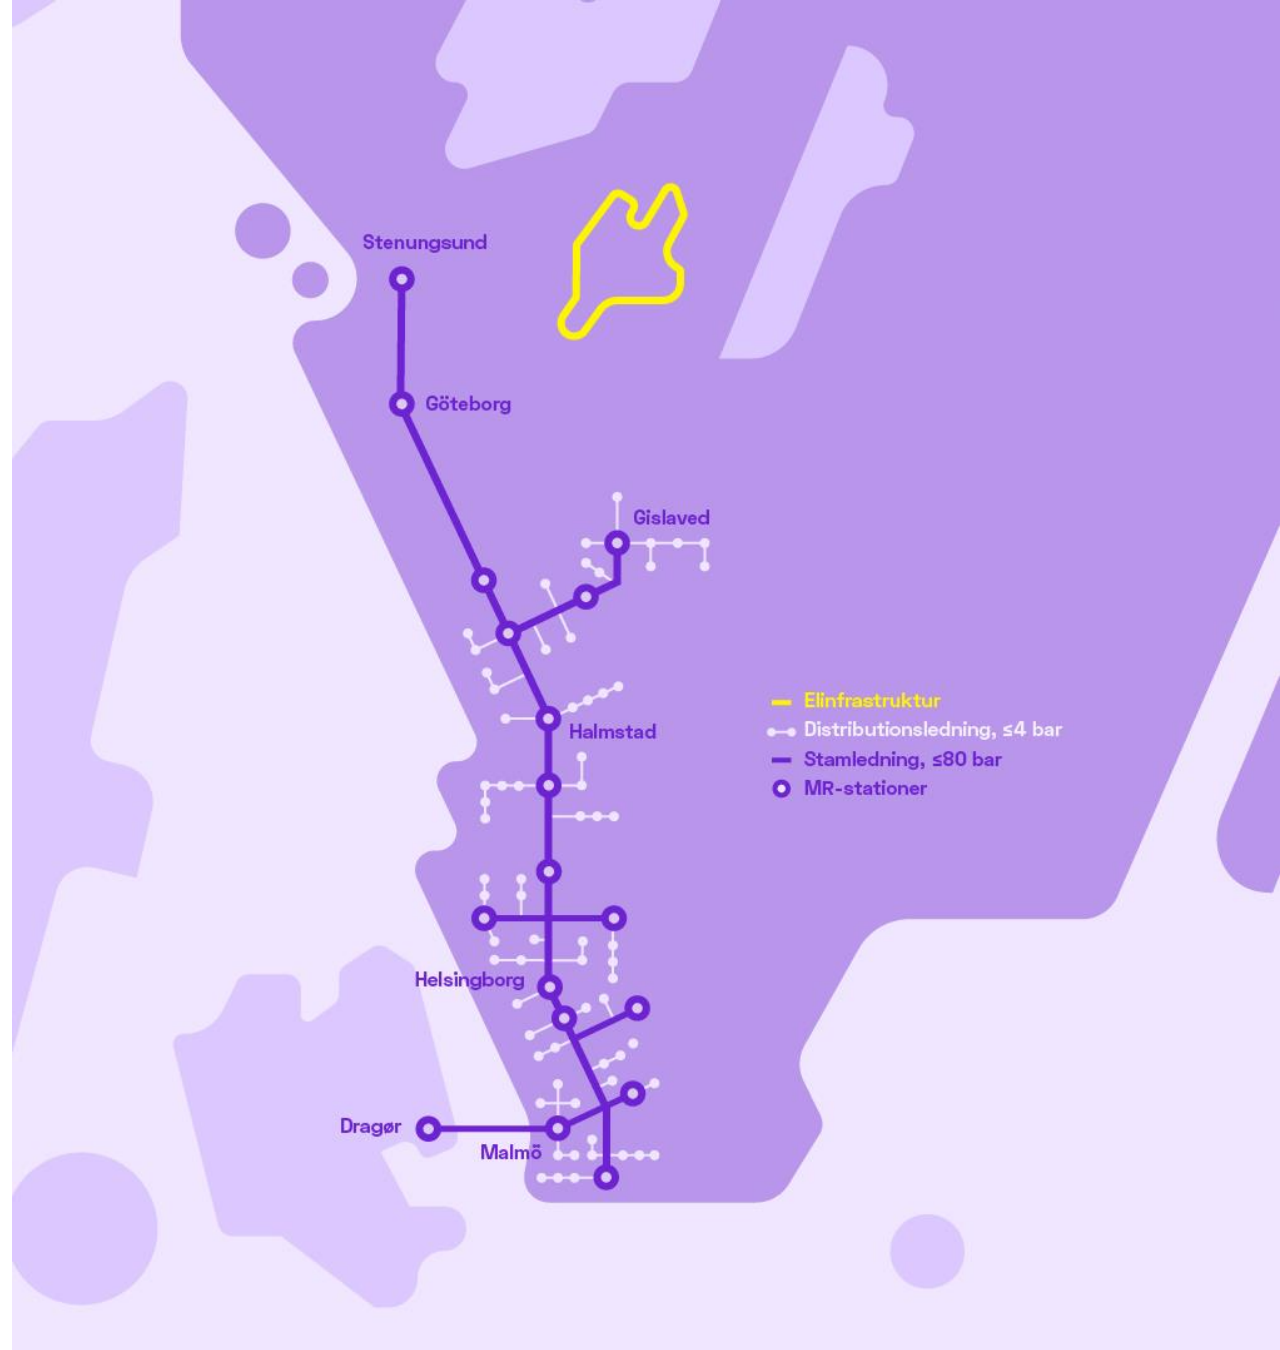 Stenungsund
Göteborg
Gislaved
Elinfrastruktur
Distributionsledning, ≤4 bar
Halmstad
Stamledning, ≤80 bar
MR-stationer
Helsingborg
Dragør
Malmö